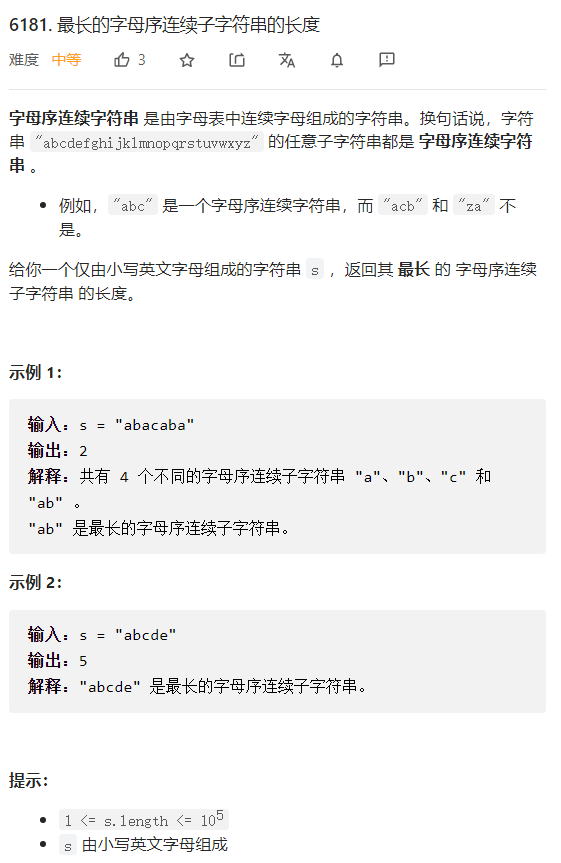 6181. 最长的字母序连续子字符串的长度
难度 中等 3
字母序连续字符串 是由字母表中连续字母组成的字符串。换句话说，字符
串 "abcdefghijklmnopqrstuvwxyz" 的任意子字符串都是 字母序连续字符
串 。
• 例如，"abc" 是一个字母序连续字符串，而 "acb" 和 "za" 不
是。
给你一个仅由小写英文字母组成的字符串 s ，返回其 最长 的 字母序连续
子字符串 的长度。
示例 1：
输入：s = "abacaba"
输出：2
解释：共有 4 个不同的字母序连续子字符串 "a"、"b"、"c" 和
"ab" 。
"ab" 是最长的字母序连续子字符串。
示例 2：
输入：s = "abcde"
输出：5
解释："abcde" 是最长的字母序连续子字符串。
提示：
• 1 <= s.length <= 10⁵
• s 由小写英文字母组成